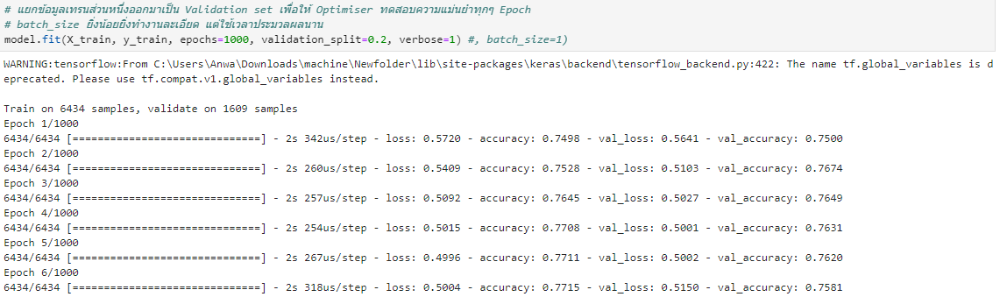 # แยกข้อมูลเทรนส่วนหนึ่งออกมาเป็น Validation set เพื่อให้ Optimiser ทดสอบความแม่นยำทุกๆ Epoch
# batch_size ยิ่งน้อยยิ่งทำงานละเอียด แต่ใช้เวลาประมวลผลนาน
model.fit(X_train, y_train, epochs=1000, validation_split=0.2, verbose=1) #, batch_size=1)
WARNING:tensorflow:From C:\Users\Anwa\Downloads\machine\Newfolder\lib\site-packages\keras\backend\tensorflow_backend.py:422: The name tf.global_variables is d
eprecated. Please use tf.compat.v1.global_variables instead.
Train on 6434 samples, validate on 1609 samples
Epoch 1/1000
6434/6434 [==============================] - 2s 342us/step - loss: 0.5720 - accuracy: 0.7498 - val_loss: 0.5641 - val_accuracy: 0.7500
Epoch 2/1000
6434/6434 [==============================] - 2s 260us/step - loss: 0.5409 - accuracy: 0.7528 - val_loss: 0.5103 - val_accuracy: 0.7674
Epoch 3/1000
6434/6434 [==============================] - 2s 257us/step - loss: 0.5092 - accuracy: 0.7645 - val_loss: 0.5027 - val_accuracy: 0.7649
Epoch 4/1000
6434/6434 [==============================] - 2s 254us/step - loss: 0.5015 - accuracy: 0.7708 - val_loss: 0.5001 - val_accuracy: 0.7631
Epoch 5/1000
6434/6434 [==============================] - 2s 267us/step - loss: 0.4996 - accuracy: 0.7711 - val_loss: 0.5002 - val_accuracy: 0.7620
Epoch 6/1000
6434/6434 [==============================] - 2s 318us/step - loss: 0.5004 - accuracy: 0.7715 - val_loss: 0.5150 - val_accuracy: 0.7581